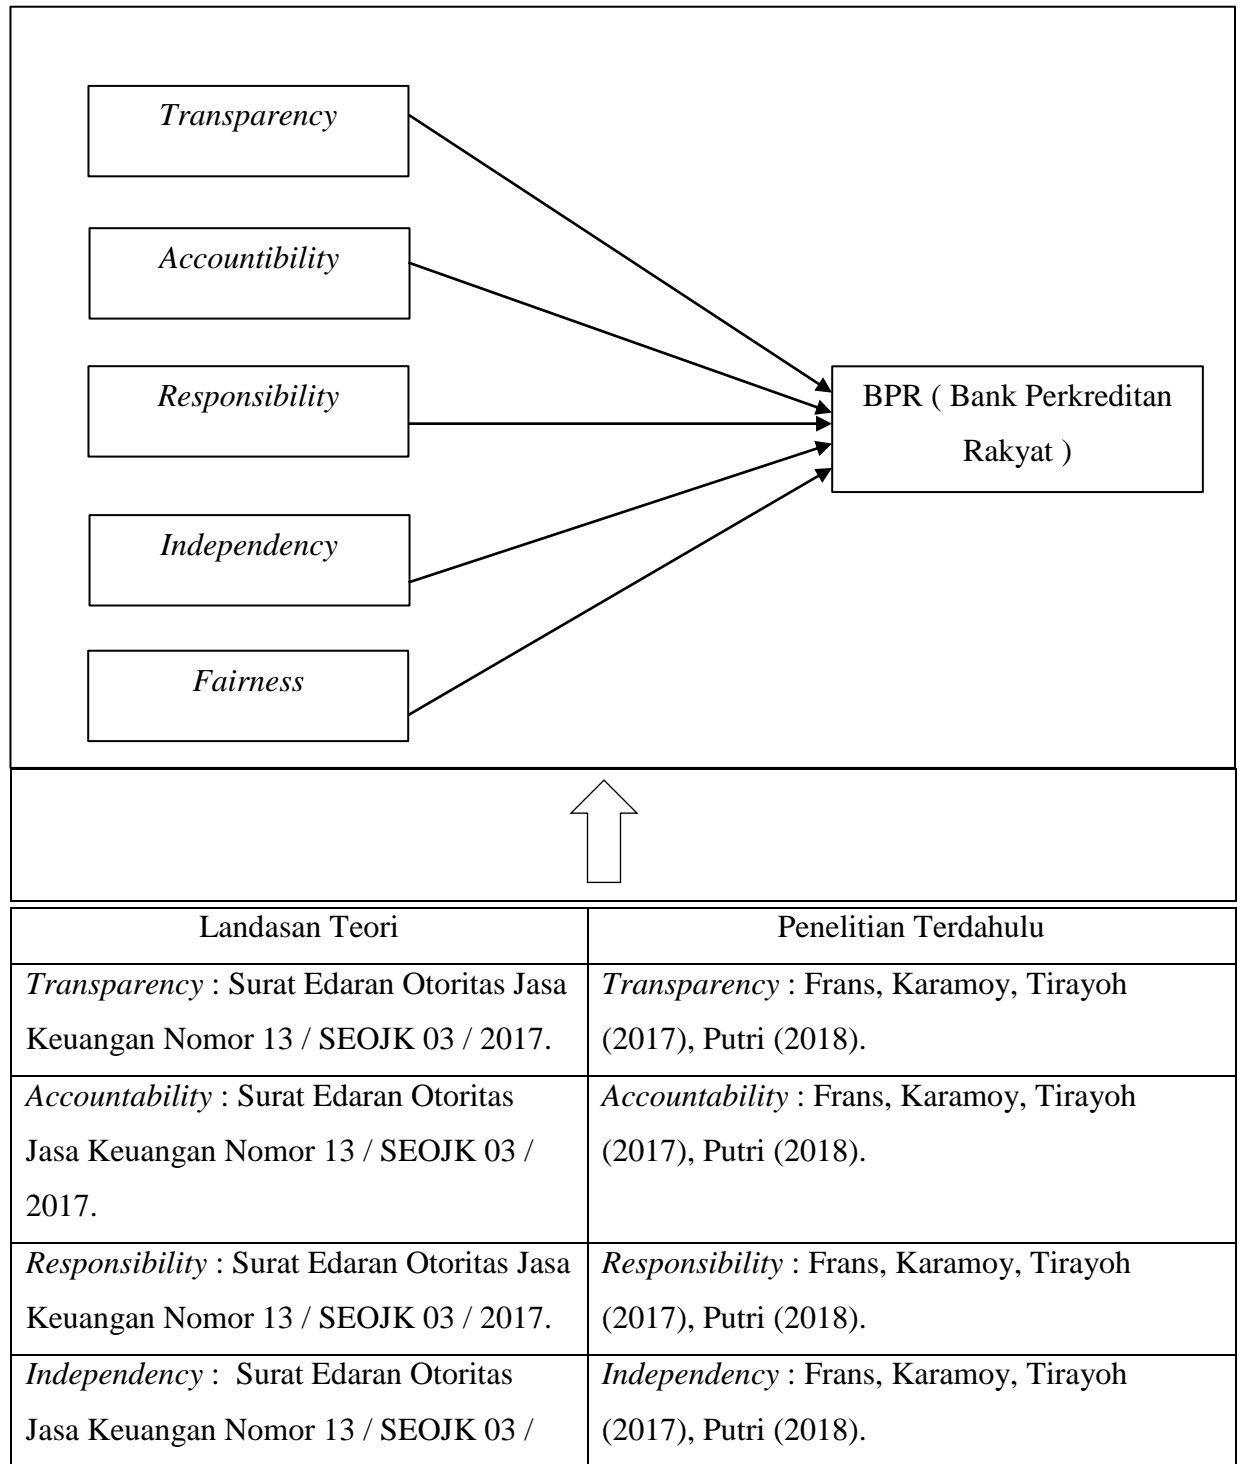 Transparency
Accountibility
Responsibility
BPR ( Bank Perkreditan
Rakyat )
Independency
Fairness
Landasan Teori
Penelitian Terdahulu
Transparency : Surat Edaran Otoritas Jasa
Keuangan Nomor 13 / SEOJK 03 / 2017.
Transparency : Frans, Karamoy, Tirayoh
(2017), Putri (2018).
Accountability : Surat Edaran Otoritas
Jasa Keuangan Nomor 13 / SEOJK 03 /
2017.
Accountability : Frans, Karamoy, Tirayoh
(2017), Putri (2018).
Responsibility : Surat Edaran Otoritas Jasa
Keuangan Nomor 13 / SEOJK 03 / 2017.
Responsibility : Frans, Karamoy, Tirayoh
(2017), Putri (2018).
Independency : Surat Edaran Otoritas
Jasa Keuangan Nomor 13 / SEOJK 03 /
Independency : Frans, Karamoy, Tirayoh
(2017), Putri (2018).